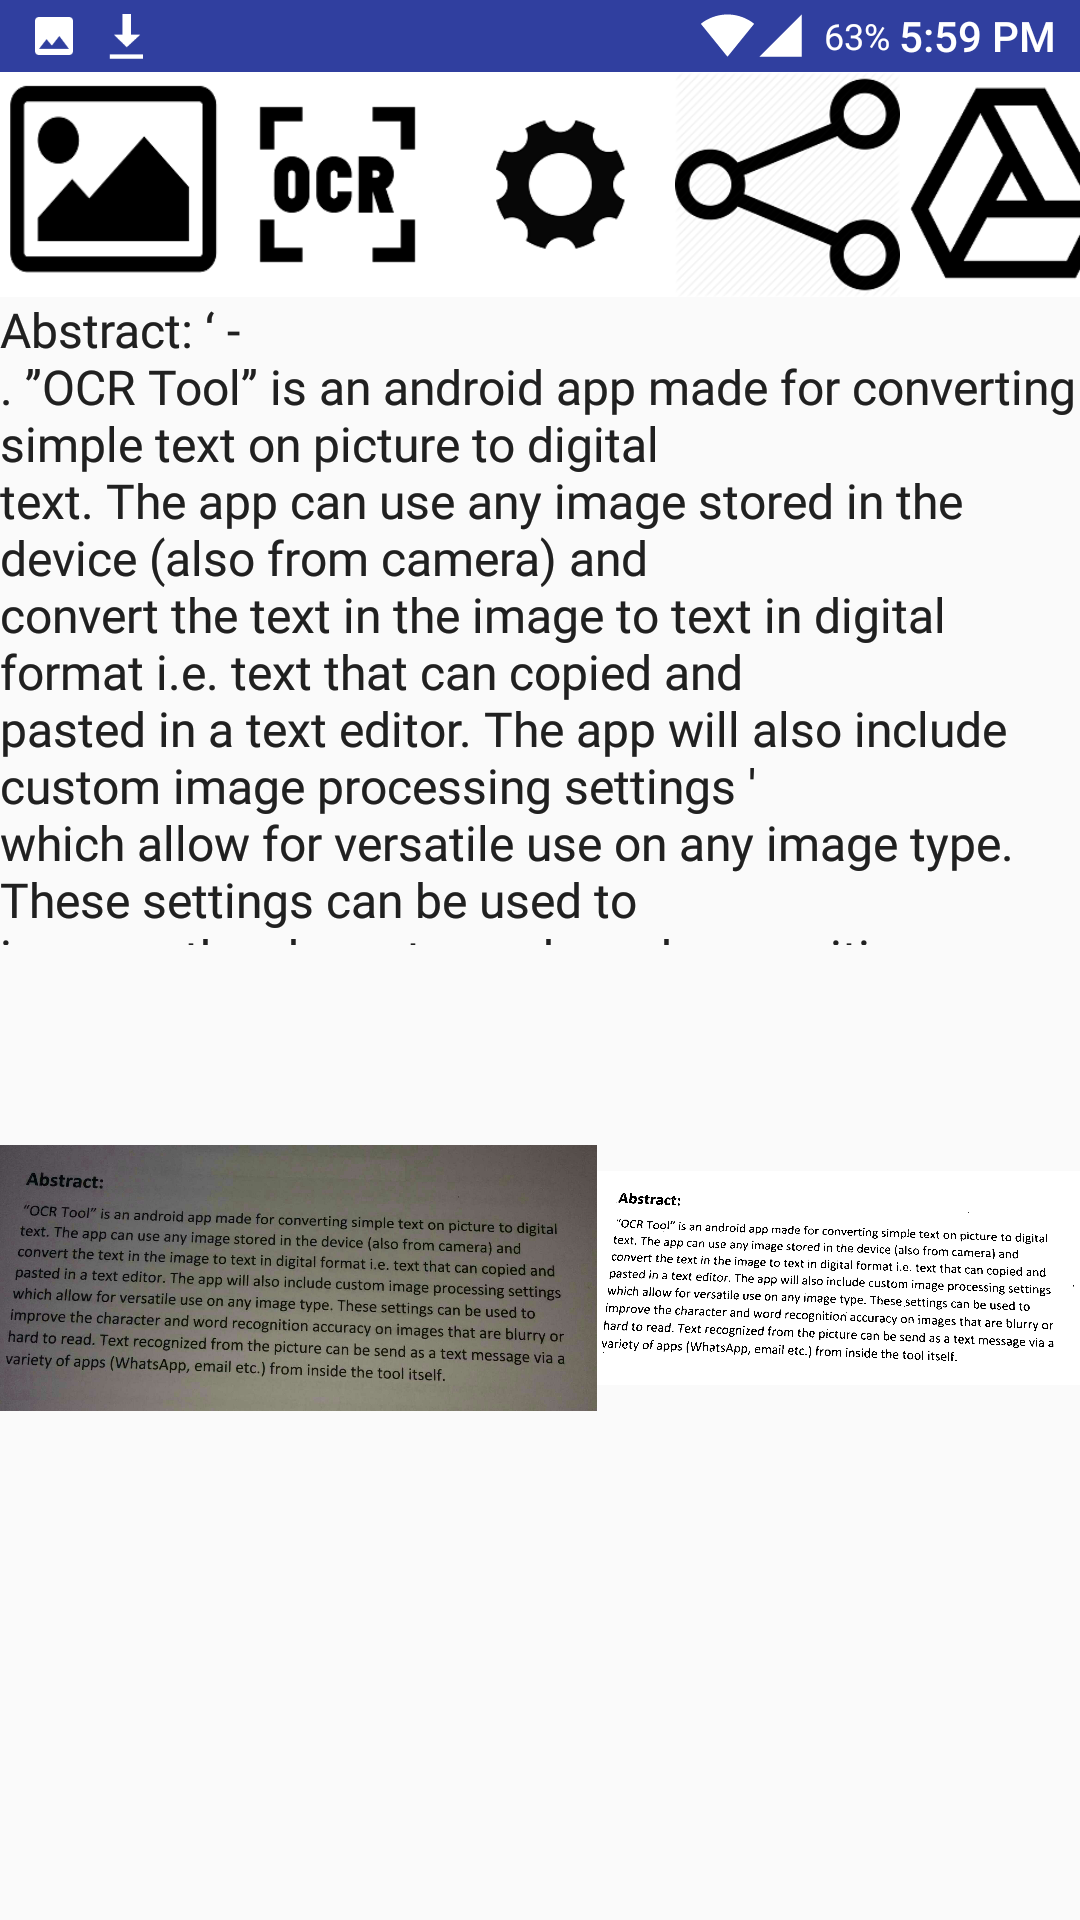 63% 5:59 PM
OCR
Abstract: ‘ -
. ”OCR Tool” is an android app made for converting
simple text on picture to digital
text. The app can use any image stored in the
device (also from camera) and
convert the text in the image to text in digital
format i.e. text that can copied and
pasted in a text editor. The app will also include
custom image processing settings '
which allow for versatile use on any image type.
These settings can be used to
Abstract:
“OCR Tool” is an android app made for converting simple text on picture to digital
text. The app can use any image stored in the device (also from camera) and
convert the text in the image to text in digital format i.e. text that can copied and
pasted in a text editor. The app will also include custom image processing settings
which allow for versatile use on any image type. These settings can be used to
improve the character and word recognition accuracy on images that are blurry or
hard to read. Text recognized from the picture can be send as a text message via a
variety of apps (WhatsApp, email etc.) from inside the tool itself.
Abstract:
“OCR Tool” is an android app made for converting simple text on picture to digital
text. The app can use any image stored in the device (also from camera) and
convert the text in the image to text in digital format i.e. text that can copied and
pasted in a text editor. The app will also include custom image processing settings
which allow for versatile use on any image type. These settings can be used to
improve the character and word recognition accuracy on images that are blurry or
hard to read. Text recognized from the picture can be send as a text message via a
variety of apps (WhatsApp, email etc.) from inside the tool itself.